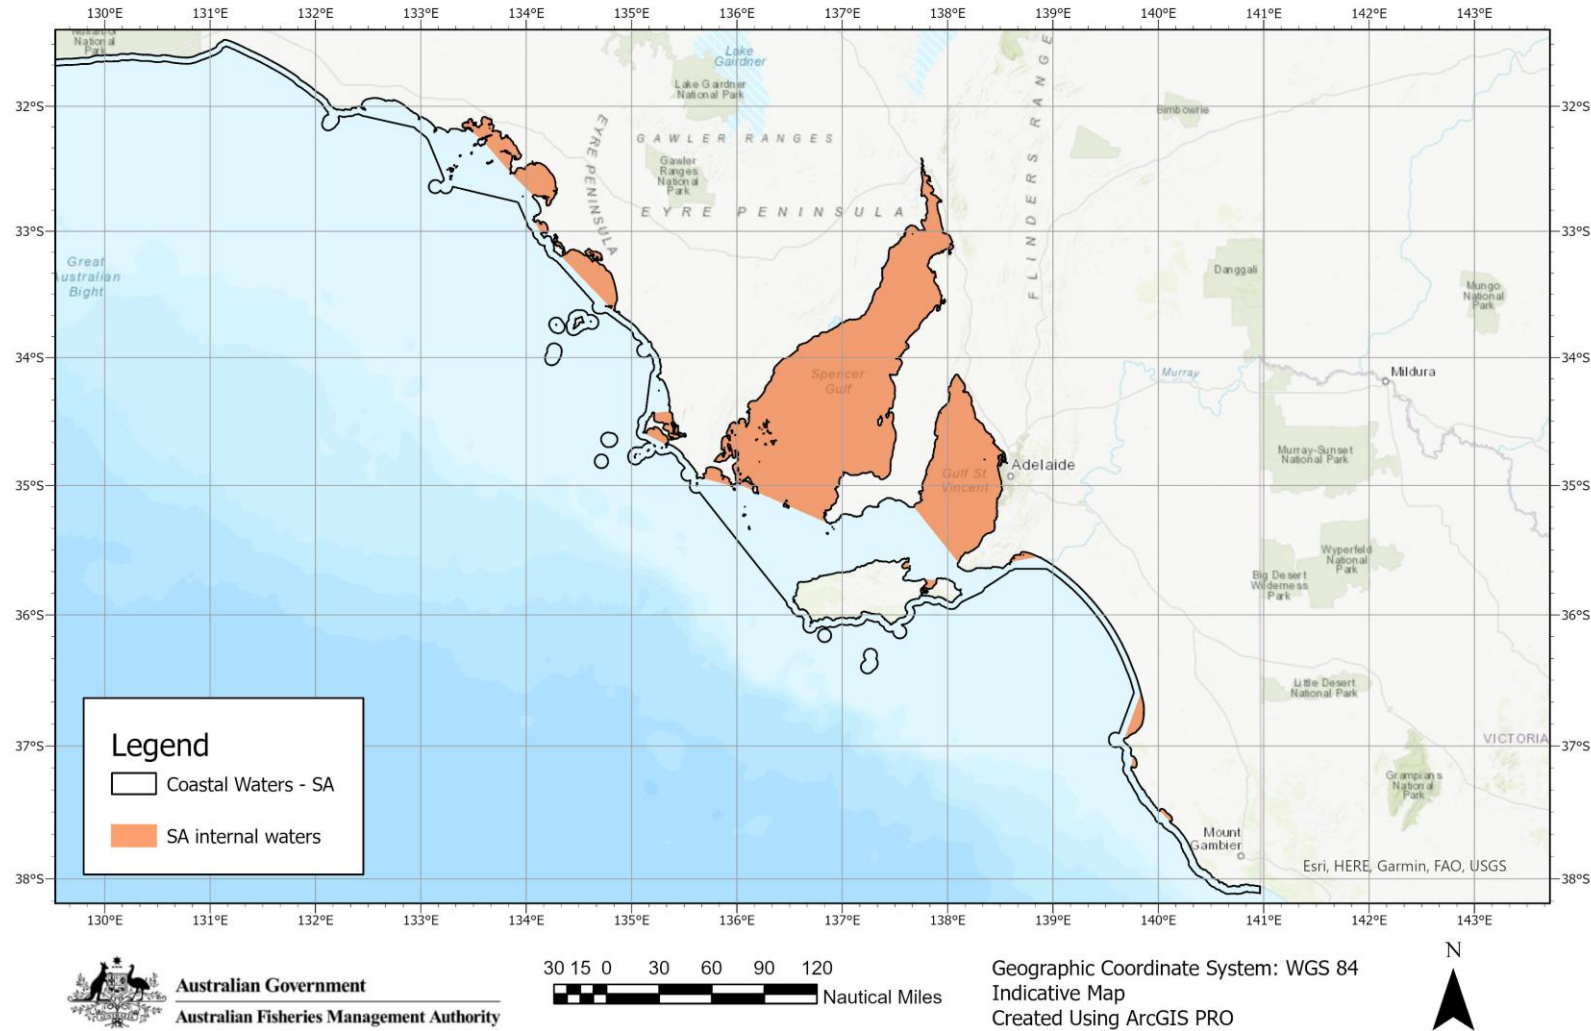 130°E 131°E 132°E 133°E 134°E 135°E 136°E 137°E 138°E 139°E 140°E 141°E 142°E 143°E
National
Park
Lake
Gairdner
Lake Gairdner
National Park
32°S
32°S
Bimbowrie
GAWLER RANGES
Gawler
Ranges
National
Park
EYRE PENINSULA
EYRE PENINSULA
FLINDERS RANGE
33°S
33°S
Great
Australian
Bight
Danggali
Mungo
National
Park
34°S
34°S
Spencer
Gulf
Murray
Mildura
Murray-Sunset
National Park
Adelaide
Gulf St
Vincent
35°S
35°S
Wyperfeld
National
Park
Big Desert
Wilderness
Park
36°S
36°S
Little Desert
National Park
37°S
37°S
VICTORIA
Grampians
National
Park
Mount
Gambier
Legend
Coastal Waters - SA
SA internal waters
38°S
38°S
Esri, HERE, Garmin, FAO, USGS
130°E 131°E 132°E 133°E 134°E 135°E 136°E 137°E 138°E 139°E 140°E 141°E 142°E 143°E
Australian Government
Australian Fisheries Management Authority
30 15 0 30 60 90 120
Nautical Miles
Geographic Coordinate System: WGS 84
Indicative Map
Created Using ArcGIS PRO
N